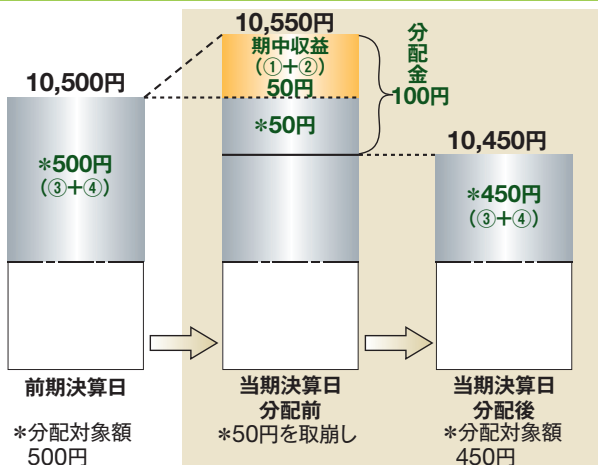 10,500円
*500円
(③+④)
前期決算日
*分配対象額
500円
10,550円
期中収益
(①+②)
50円
*50円
分配金
100円
当期決算日
分配前
*50円を取崩し
10,450円
*450円
(③+④)
当期決算日
分配後
*分配対象額
450円